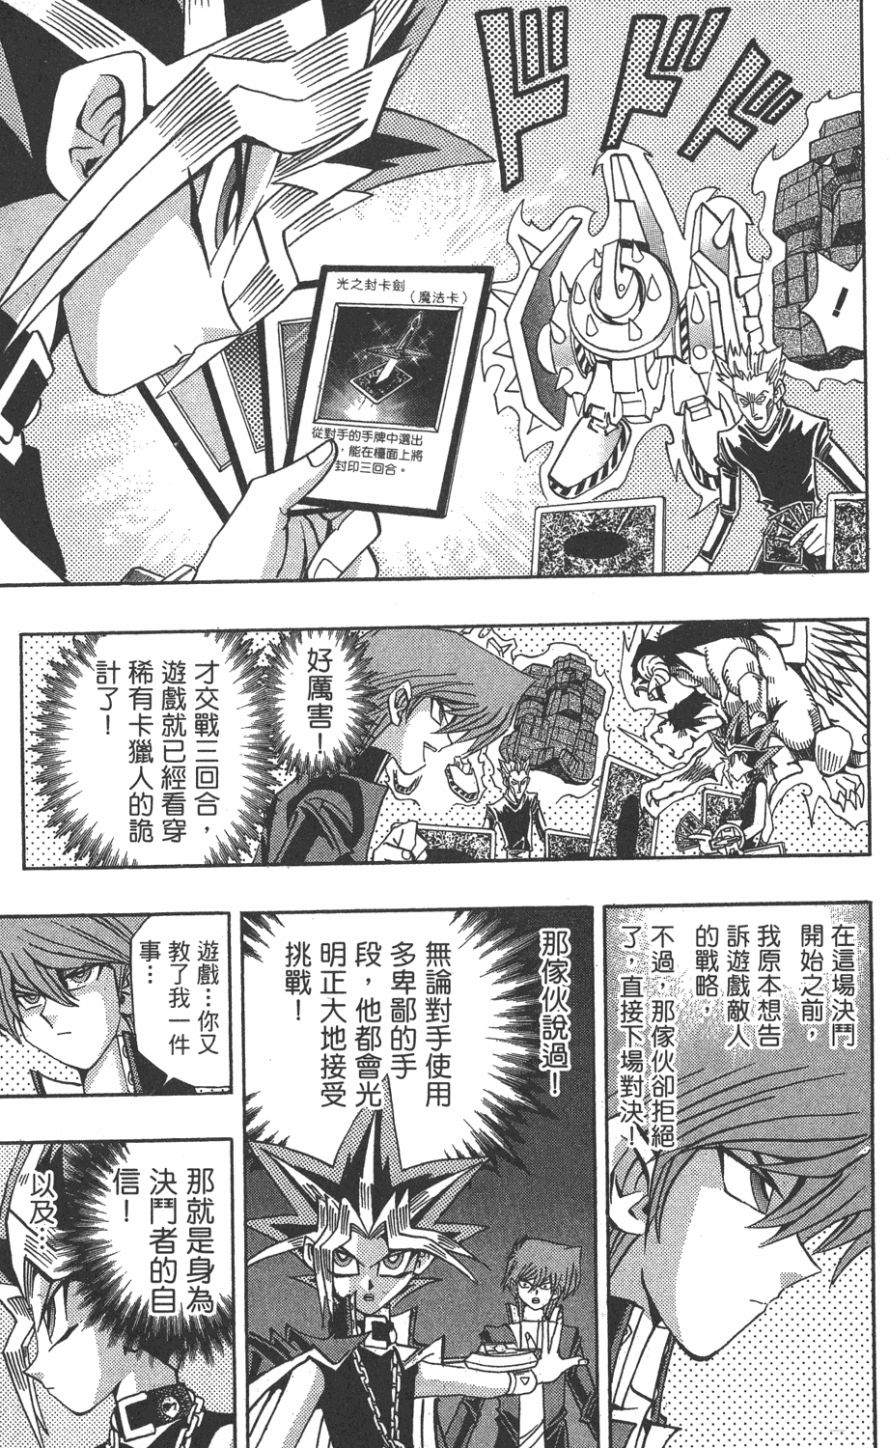 ドドド
！
光之封卡劍
（魔法卡）
從對手的手牌中選出
，能在檯面上將
封印三回合。
好厲害！
才交戰三回合，
遊戲就已經看穿
稀有卡獵人的詭
計了！
在這場決鬥
開始之前，
我原本想告
訴遊戲敵人
的戰略，
不過，那傢伙卻拒絕
了，直接下場對決！
那傢伙說過！
無論對手使用
多卑鄙的手
段，他都會光
明正大地接受
挑戰！
遊戲…你又
教了我一件
事…
那就是身為
決鬥者的自
信！
以及…